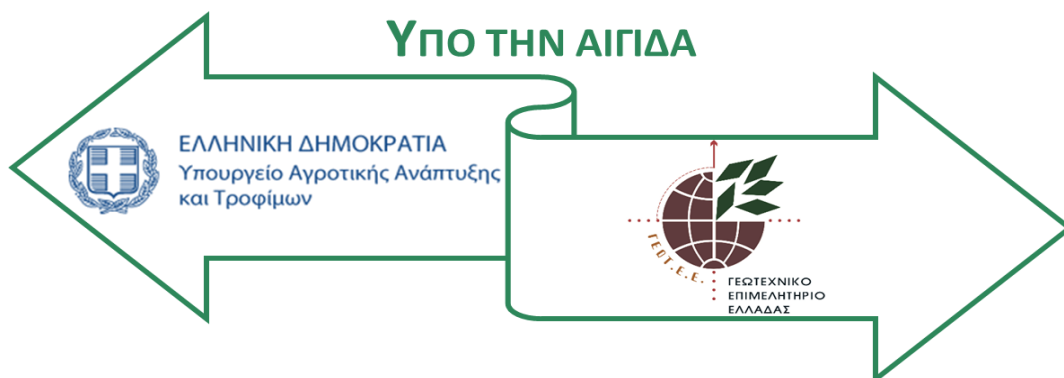 ΥΠΟ ΤΗΝ ΑΙΓΙΔΑ
ΕΛΛΗΝΙΚΗ ΔΗΜΟΚΡΑΤΙΑ
Υπουργείο Αγροτικής Ανάπτυξης
και Τροφίμων
ΓΕΩΤ.Ε.Ε.
ΓΕΩΤΕΧΝΙΚΟ
ΕΠΙΜΕΛΗΤΗΡΙΟ
ΕΛΛΑΔΑΣ